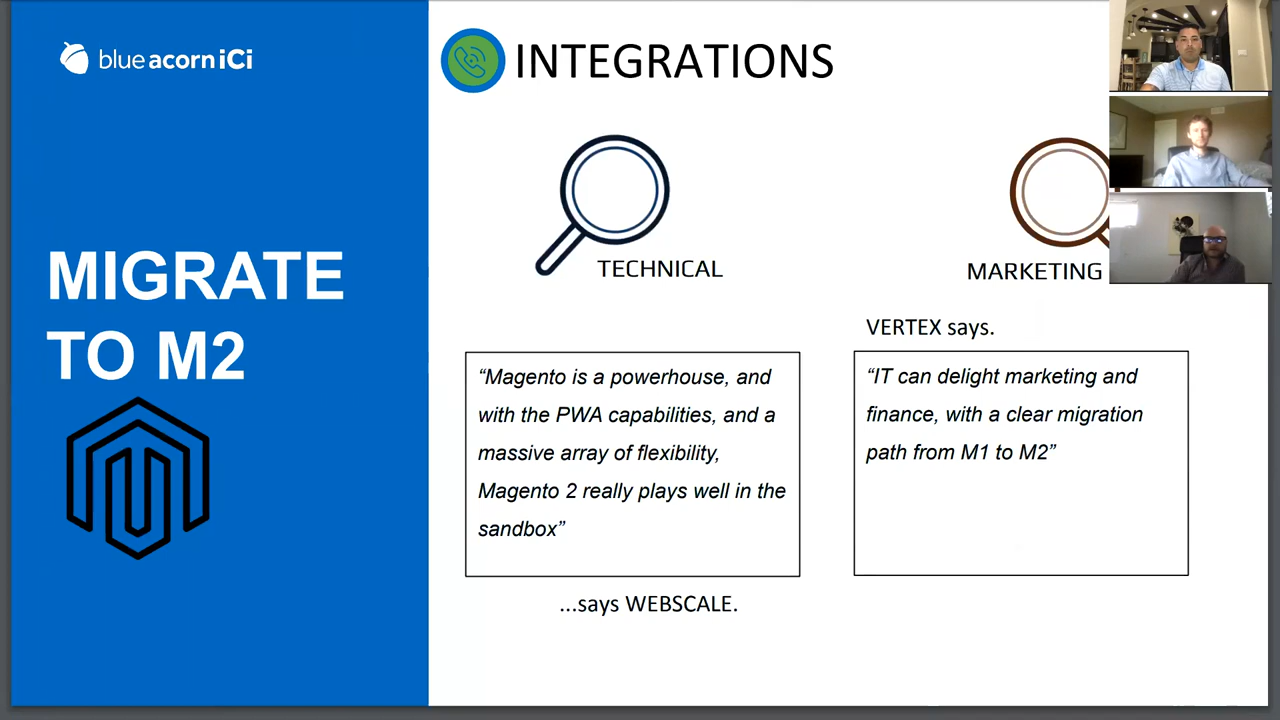 blue acorn iCi
INTEGRATIONS
MIGRATE
TO M2
TECHNICAL
MARKETING
“Magento is a powerhouse, and
with the PWA capabilities, and a
massive array of flexibility,
Magento 2 really plays well in the
sandbox”
...says WEBSCALE.
VERTEX says.
“IT can delight marketing and
finance, with a clear migration
path from M1 to M2”